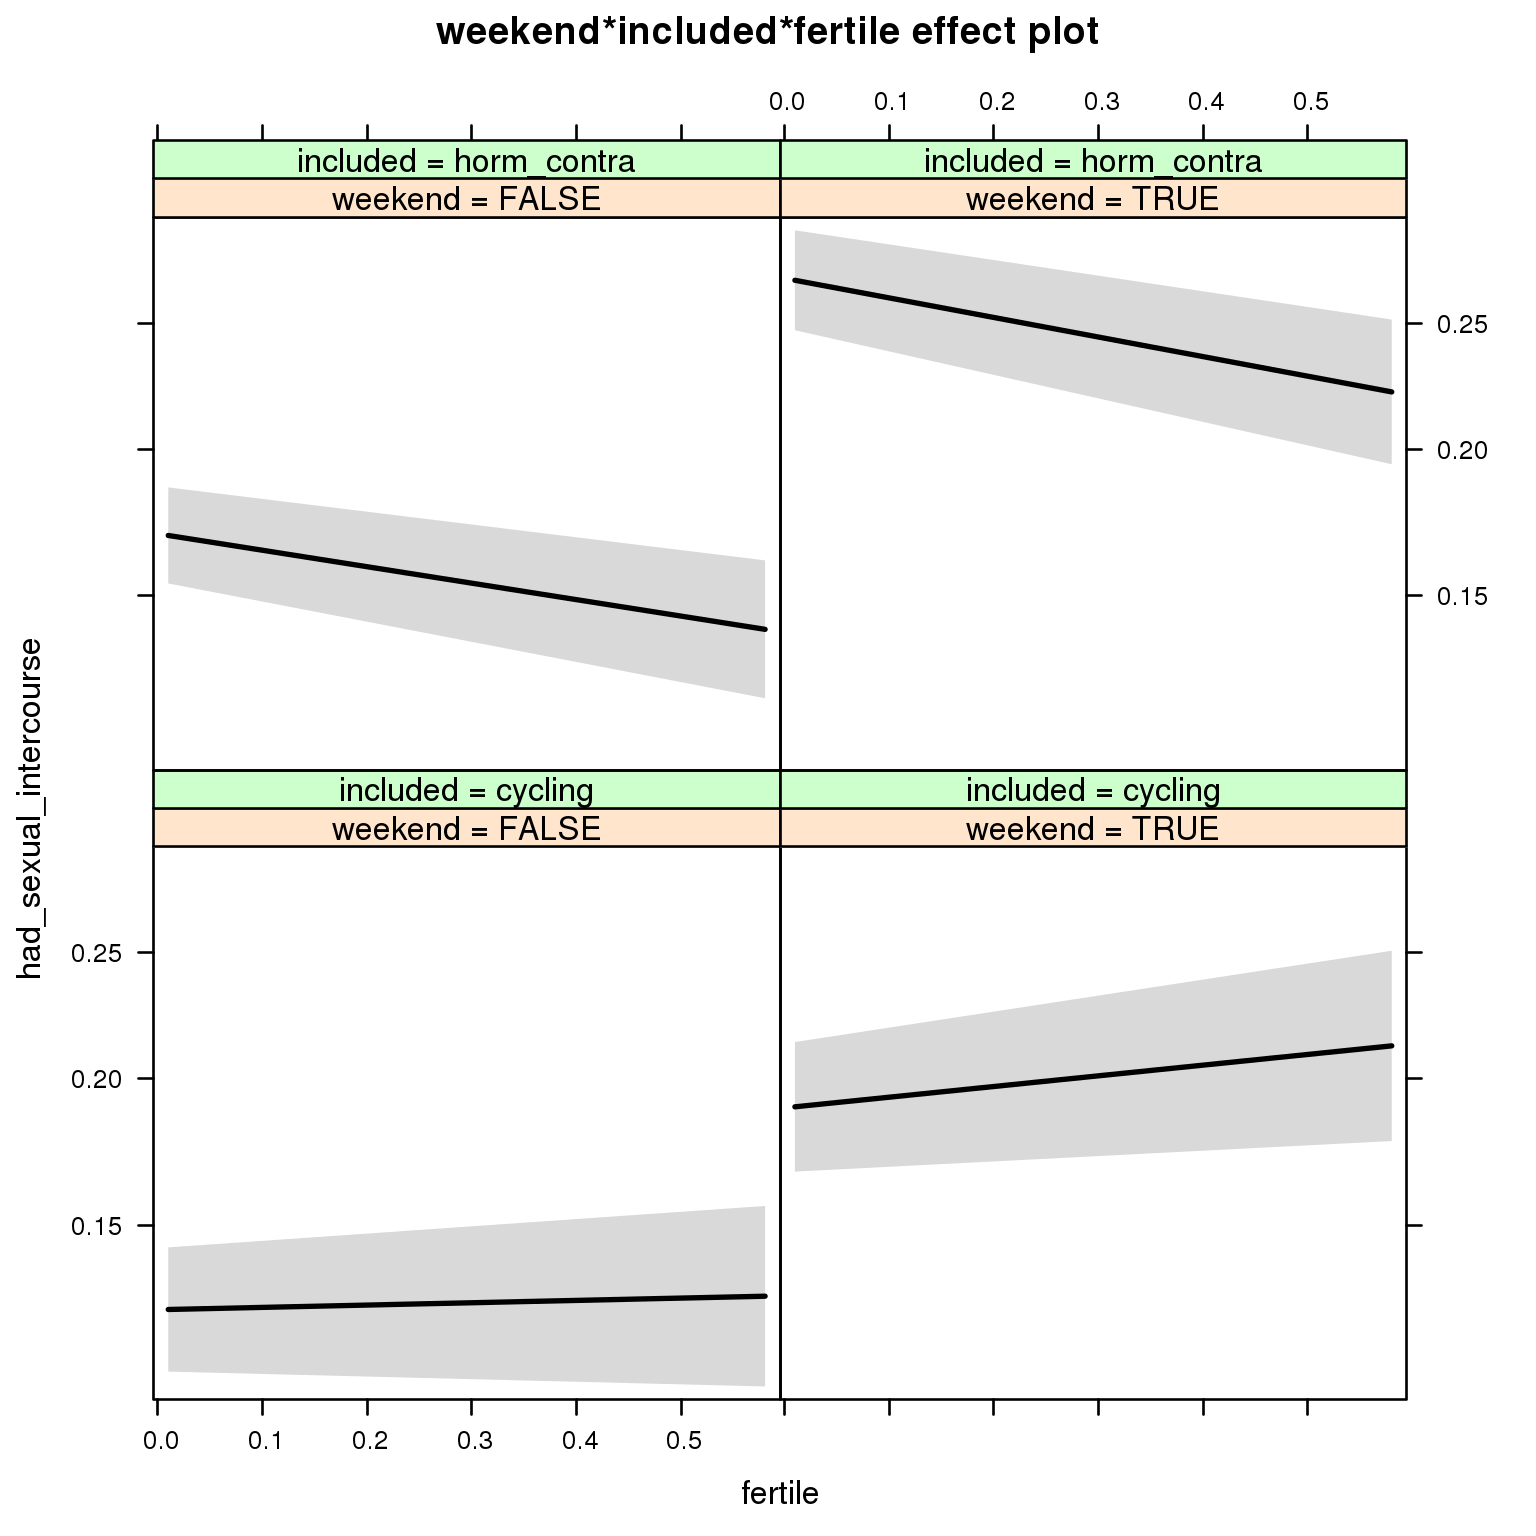 weekend*included*fertile effect plot
0.0 0.1 0.2 0.3 0.4 0.5
included = horm_contra included = horm_contra
weekend = FALSE weekend = TRUE
0.25
0.20
0.15
had_sexual_intercourse
included = cycling included = cycling
weekend = FALSE weekend = TRUE
0.25
0.20
0.15
0.0 0.1 0.2 0.3 0.4 0.5
fertile